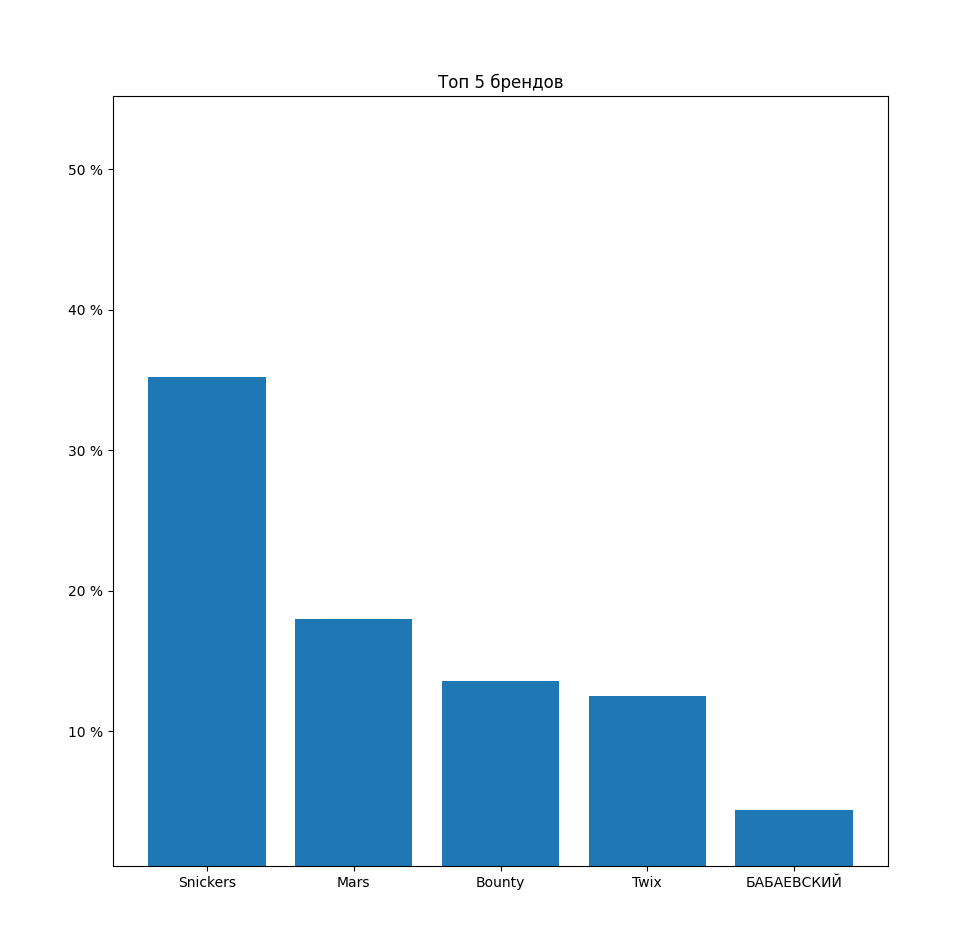 Топ 5 брендов
50 %
40 %
30 %
20 %
10 %
Snickers
Mars
Bounty
Twix
БАБАЕВСКИЙ